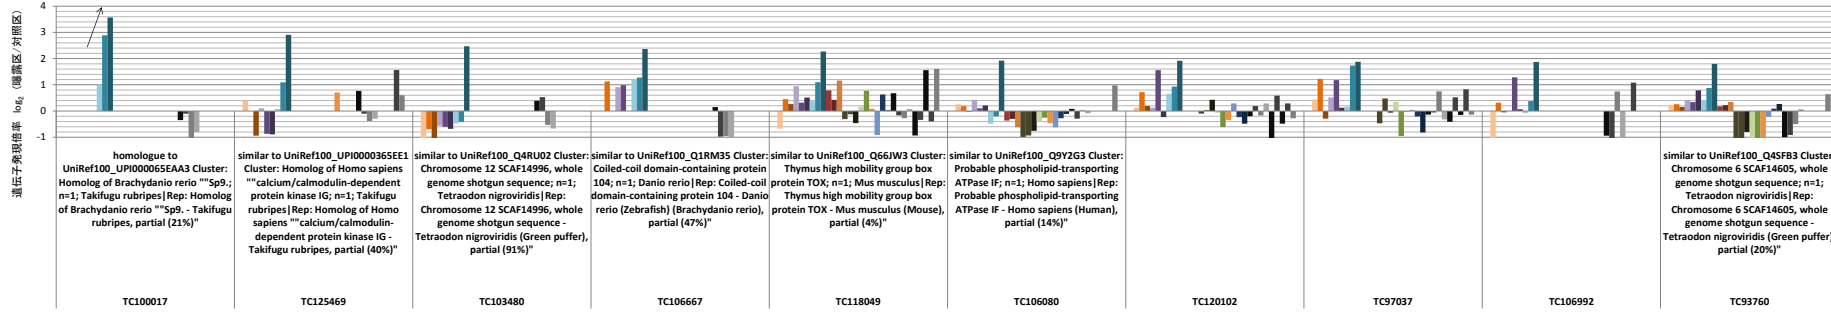 遺伝子発現倍率 log2 (曝露区/対照区)
4
3
2
1
0
-1
homologue to
UniRef100_UPI000065EAA3 Cluster:
Homolog of Brachydanio rerio ""Sp9.;
n=1; Takifugu rubripes|Rep: Homolog
of Brachydanio rerio ""Sp9. - Takifugu
rubripes, partial (21%)"
similar to UniRef100_UPI0000365EE1
Cluster: Homolog of Homo sapiens
""calcium/calmodulin-dependent
protein kinase IG; n=1; Takifugu
rubripes|Rep: Homolog of Homo
sapiens ""calcium/calmodulin-
dependent protein kinase IG -
Takifugu rubripes, partial (40%)"
similar to UniRef100_Q4RU02 Cluster:
Chromosome 12 SCAF14996, whole
genome shotgun sequence; n=1;
Tetraodon nigroviridis|Rep:
Chromosome 12 SCAF14996, whole
genome shotgun sequence -
Tetraodon nigroviridis (Green puffer),
partial (91%)"
similar to UniRef100_Q1RM35 Cluster:
Coiled-coil domain-containing protein
104; n=1; Danio rerio|Rep: Coiled-coil
domain-containing protein 104 - Danio
rerio (Zebrafish) (Brachydanio rerio),
partial (47%)"
similar to UniRef100_Q66JW3 Cluster:
Thymus high mobility group box
protein TOX; n=1; Mus musculus|Rep:
Thymus high mobility group box
protein TOX - Mus musculus (Mouse),
partial (4%)"
similar to UniRef100_Q9Y2G3 Cluster:
Probable phospholipid-transporting
ATPase IF; n=1; Homo sapiens|Rep:
Probable phospholipid-transporting
ATPase IF - Homo sapiens (Human),
partial (14%)"
similar to UniRef100_Q4SFB3 Cluster:
Chromosome 6 SCAF14605, whole
genome shotgun sequence; n=1;
Tetraodon nigroviridis|Rep:
Chromosome 6 SCAF14605, whole
genome shotgun sequence -
Tetraodon nigroviridis (Green puffer),
partial (20%)"
TC100017
TC125469
TC103480
TC106667
TC118049
TC106080
TC120102
TC97037
TC106992
TC93760